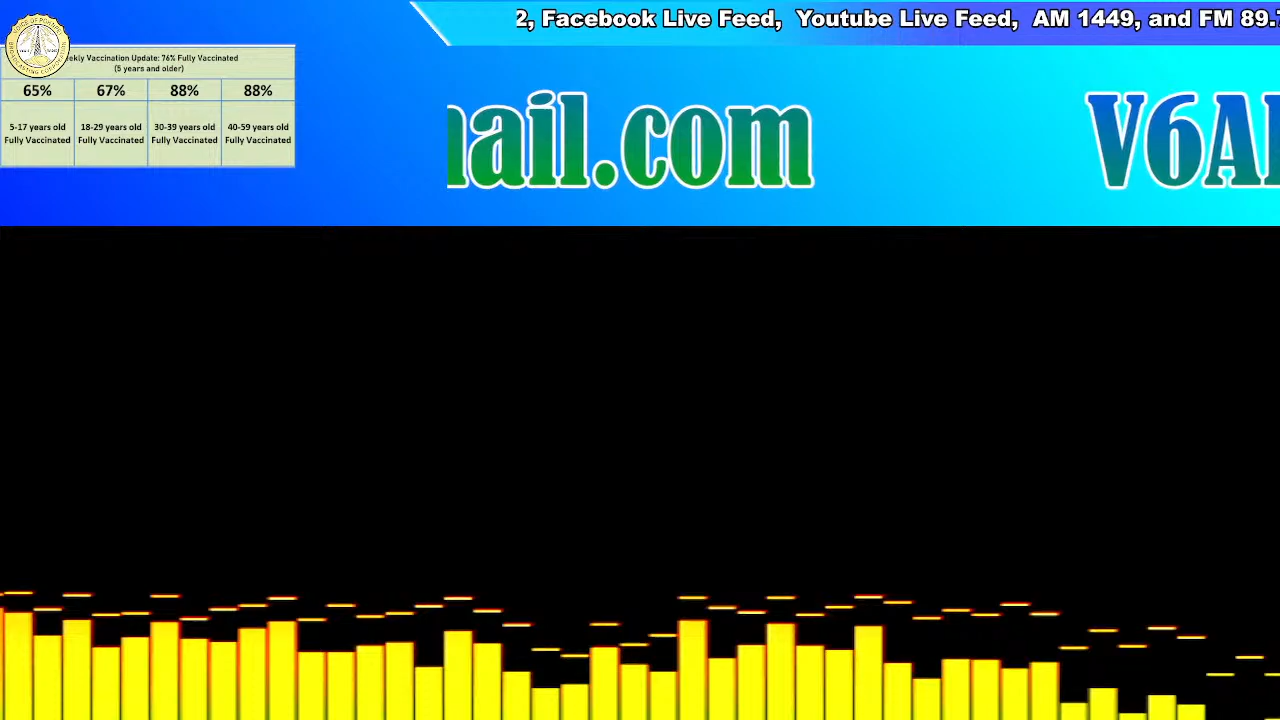 2, Facebook Live Feed, Youtube Live Feed, AM 1449, and FM 89.
ekly Vaccination Update: 76% Fully Vaccinated
(5 years and older)
65% 67% 88% 88%
5-17 years old 18-29 years old 30-39 years old 40-59 years old
Fully Vaccinated Fully Vaccinated Fully Vaccinated Fully Vaccinated
ail.com V6A